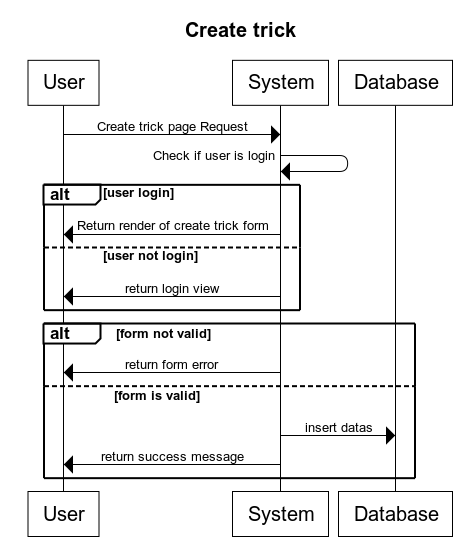 Create trick
User
System
Database
Create trick page Request
Check if user is login
alt
[user login]
Return render of create trick form
[user not login]
return login view
alt
[form not valid]
return form error
[form is valid]
insert datas
return success message
User
System
Database